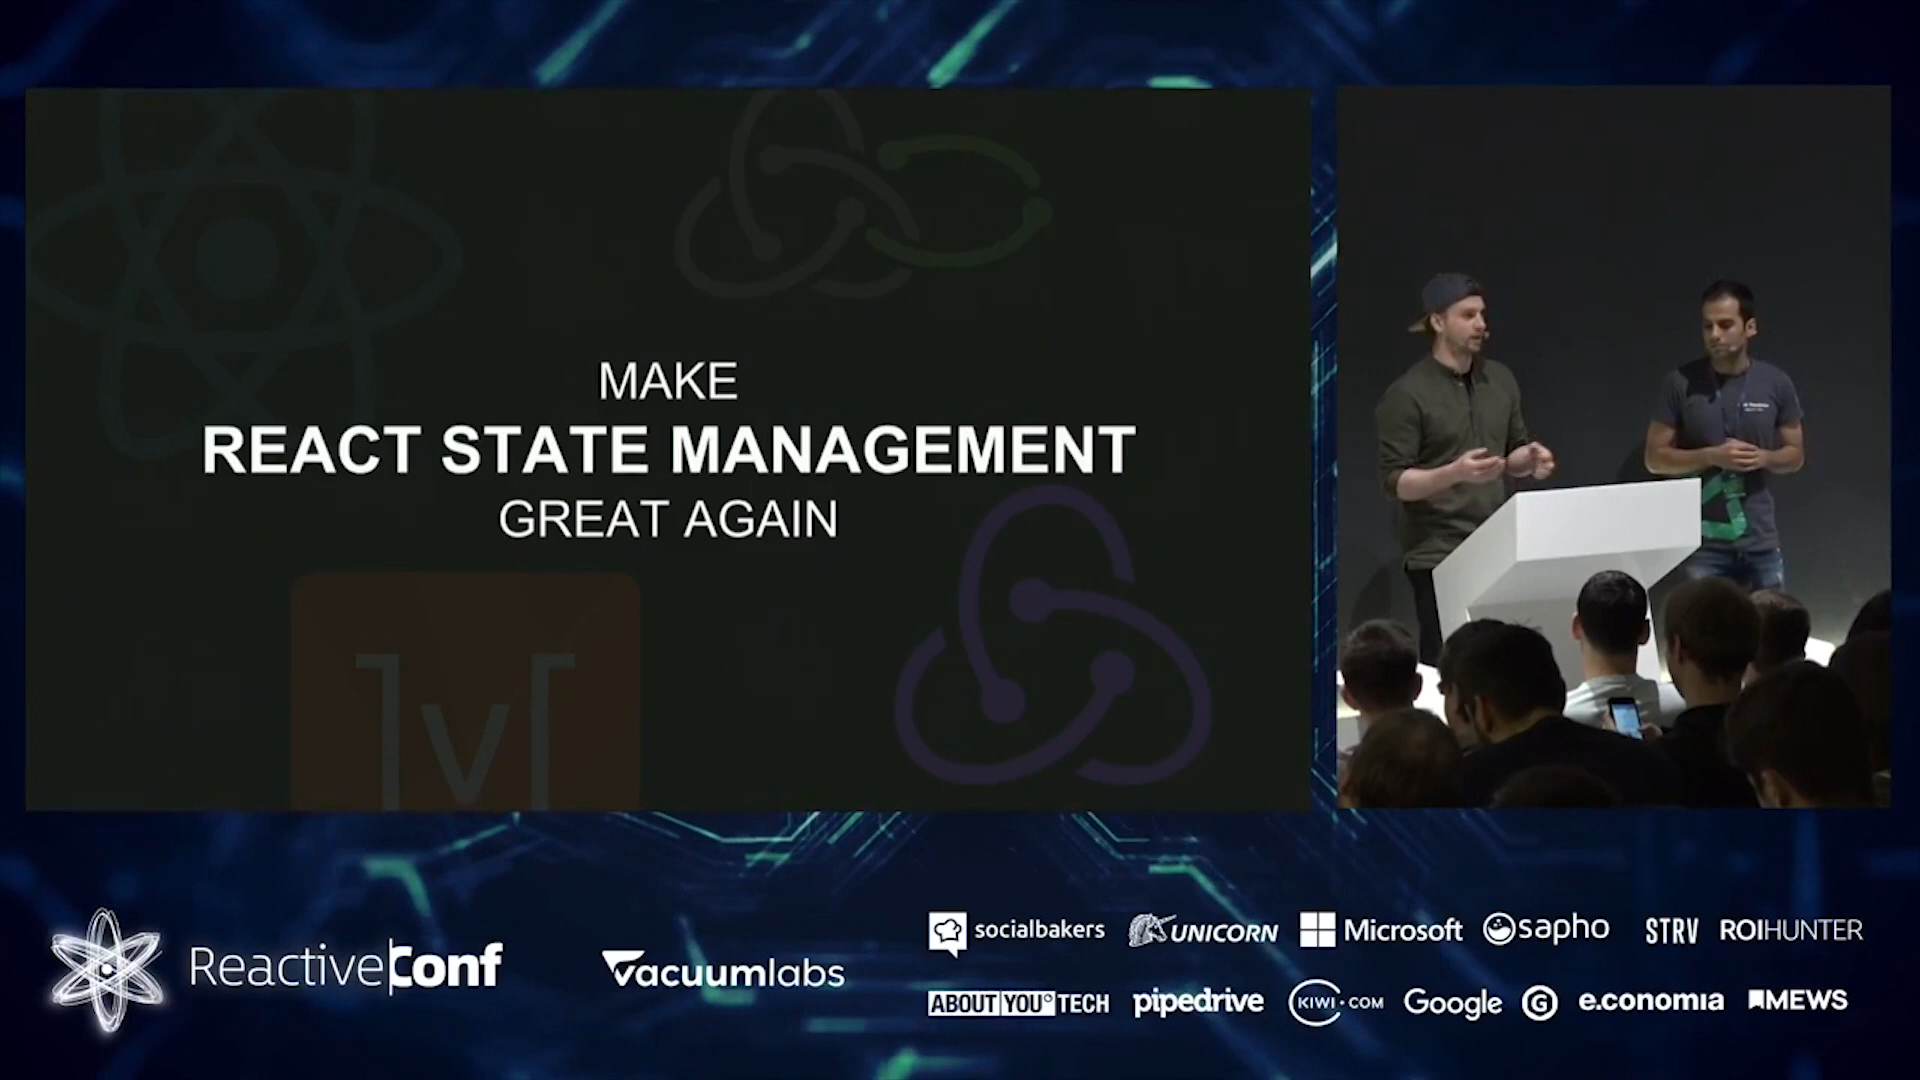 MAKE
REACT STATE MANAGEMENT
GREAT AGAIN
]v[
ReactiveConf
Vacuumlabs
socialbakers UNICORN Microsoft sapho STRV ROIHUNTER
ABOUT YOU° TECH pipedrive KIWI.COM Google G e.conomia MEWS